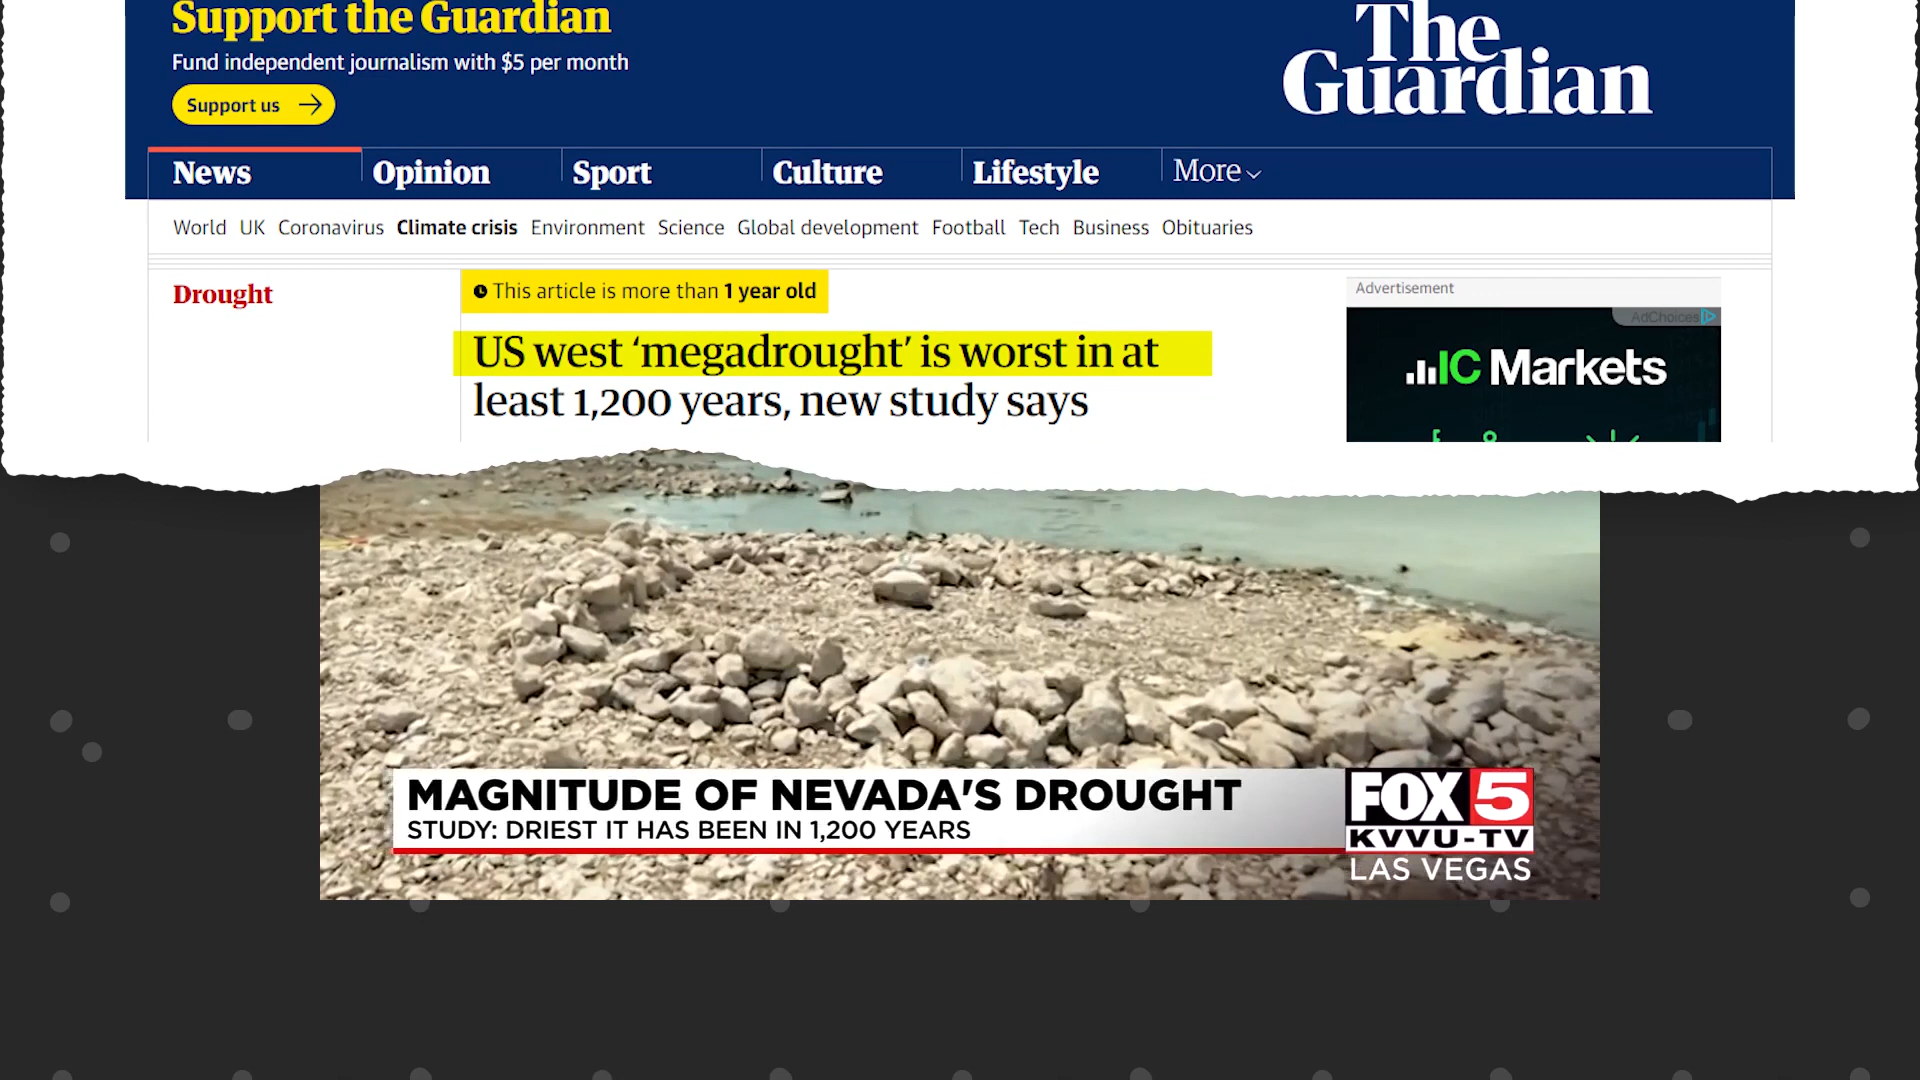 Support the Guardian
Fund independent journalism with $5 per month
Support us
The
Guardian
News Opinion Sport Culture Lifestyle More
World UK Coronavirus Climate crisis Environment Science Global development Football Tech Business Obituaries
Drought
This article is more than 1 year old
US west ‘megadrought’ is worst in at
least 1,200 years, new study says
Advertisement
AdChoices
IC Markets
MAGNITUDE OF NEVADA'S DROUGHT
STUDY: DRIEST IT HAS BEEN IN 1,200 YEARS
FOX 5
KVVU-TV
LAS VEGAS